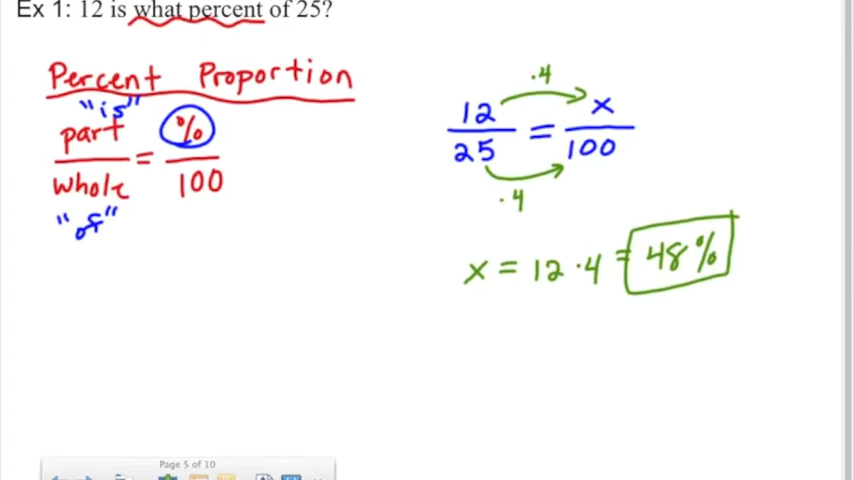 Ex 1: 12 is what percent of 25?
Percent Proportion
"is"
part / whole = % / 100
"of"
12 / 25 = x / 100
·4
·4
x = 12 · 4 = 48%
Page 5 of 10